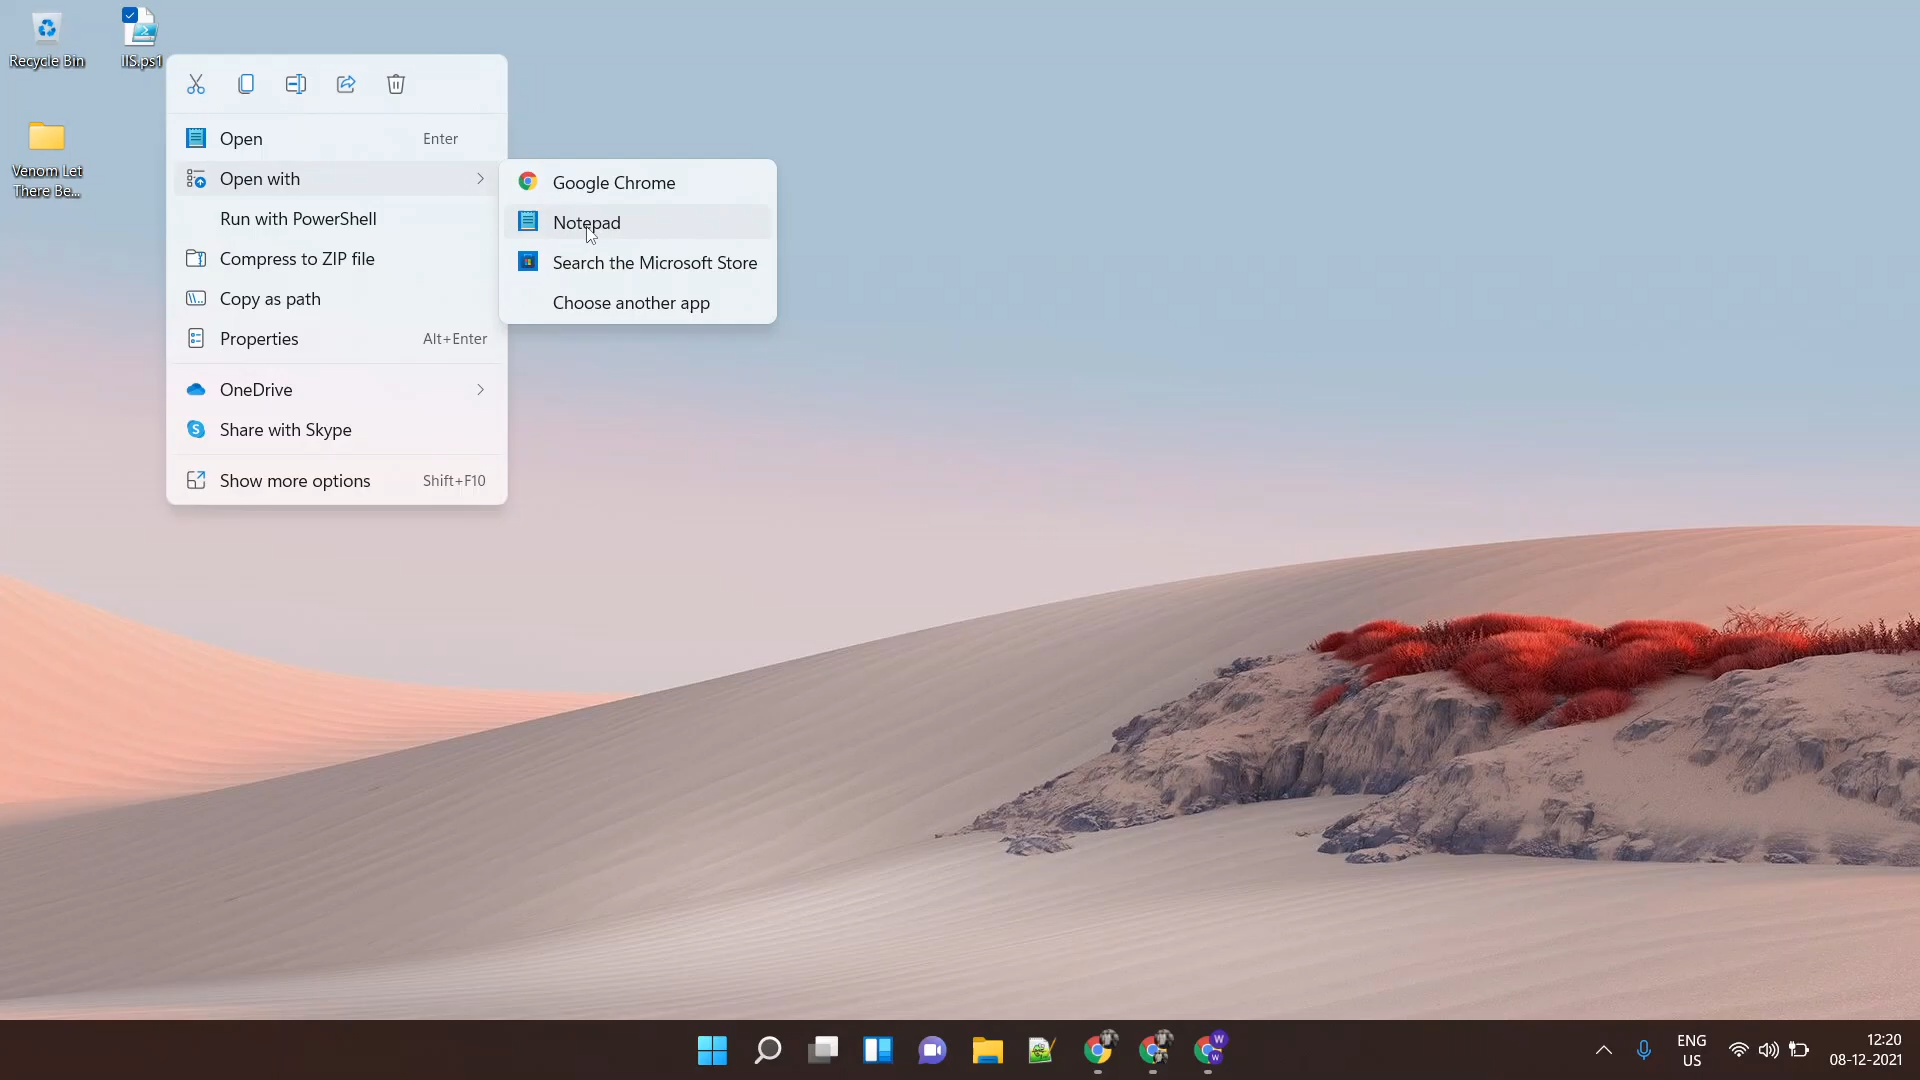 Recycle Bin
IIS.ps1
Venom Let
There Be...
Open Enter
Open with
Run with PowerShell
Compress to ZIP file
Copy as path
Properties Alt+Enter
OneDrive
Share with Skype
Show more options Shift+F10
Google Chrome
Notepad
Search the Microsoft Store
Choose another app
ENG
US
12:20
08-12-2021